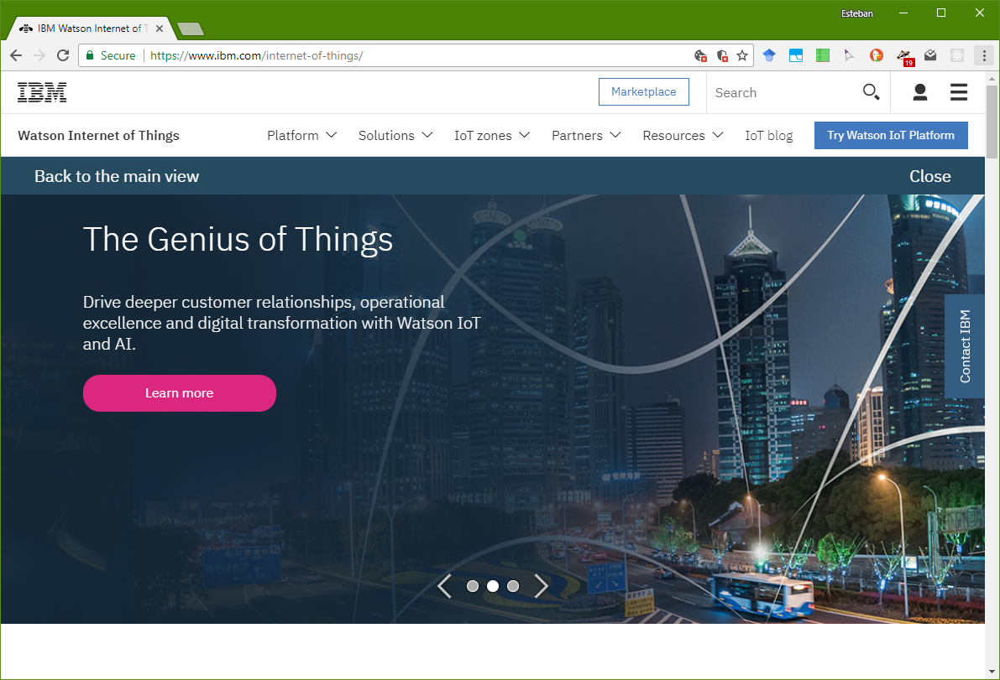 Esteban
IBM Watson Internet of T
Secure
https://www.ibm.com/internet-of-things/
19
IBM
Marketplace
Search
Watson Internet of Things
Platform
Solutions
IoT zones
Partners
Resources
IoT blog
Try Watson IoT Platform
Back to the main view
Close
The Genius of Things
Drive deeper customer relationships, operational
excellence and digital transformation with Watson IoT
and AI.
Contact IBM
Learn more